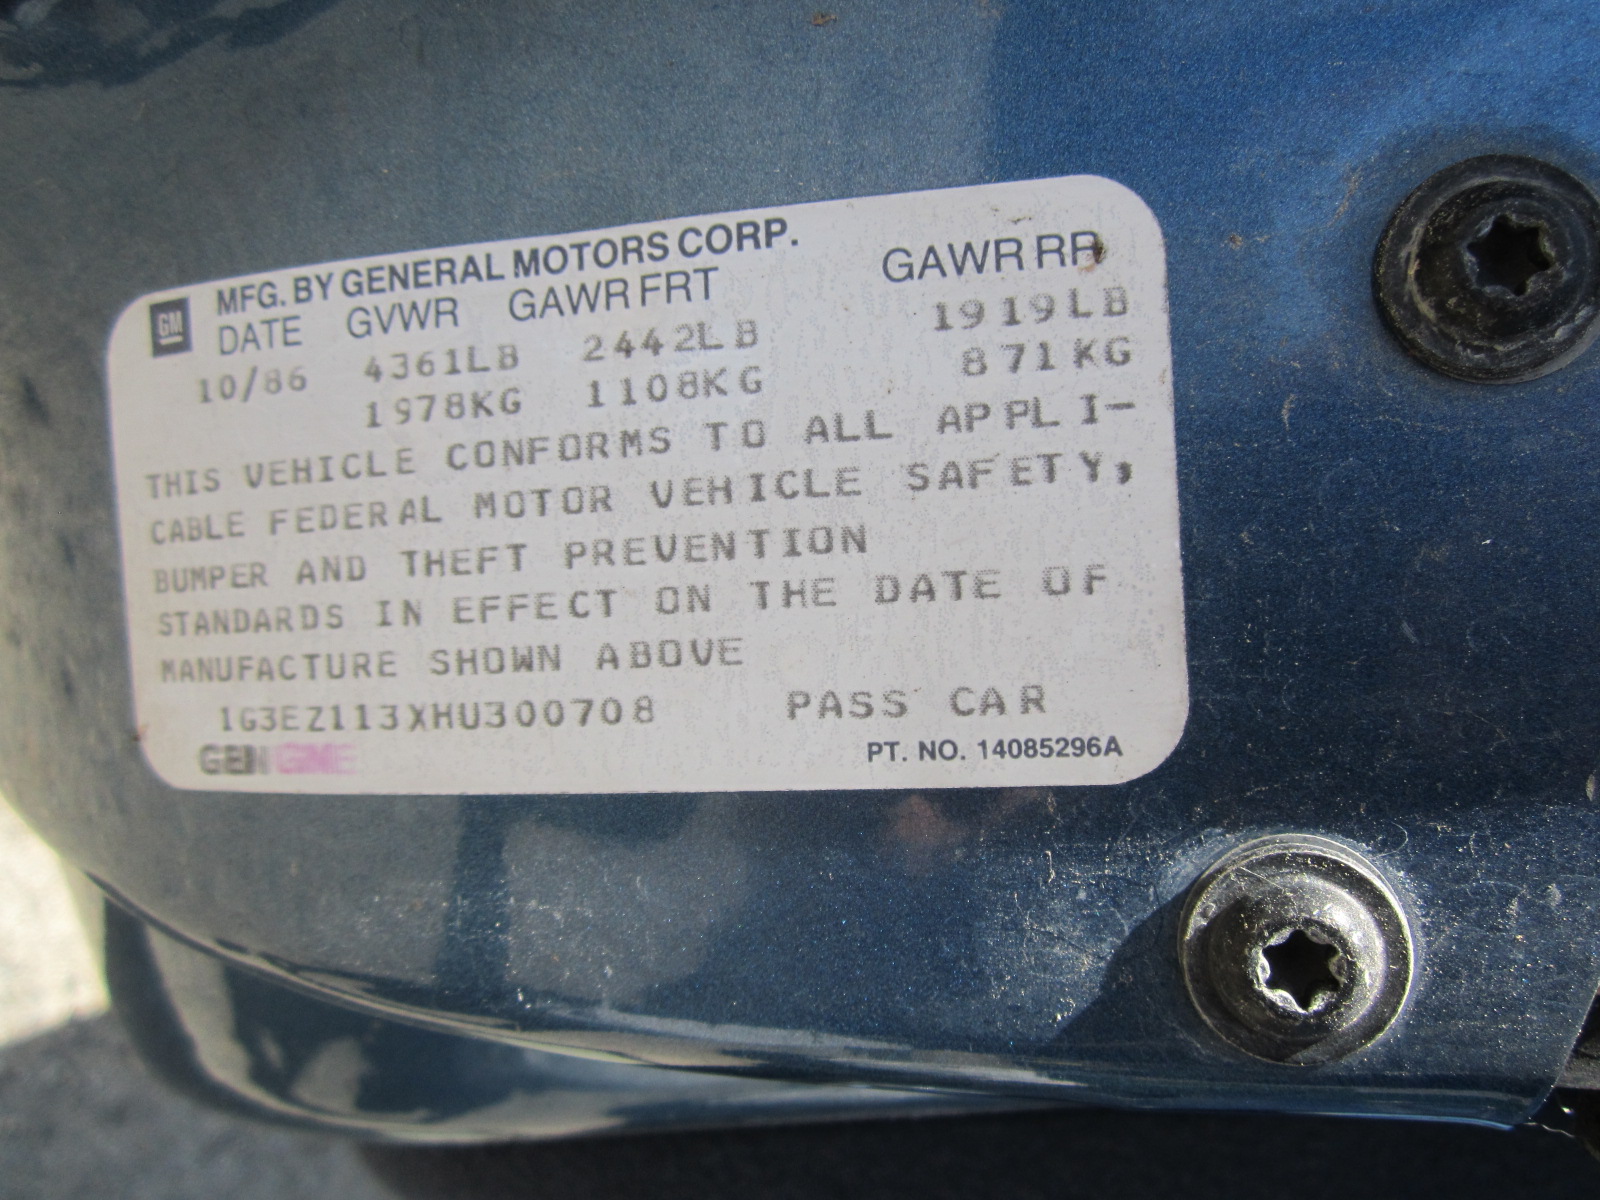 GM MFG. BY GENERAL MOTORS CORP.
DATE GVWR GAWR FRT GAWR RR
10/86 4361LB 2442LB 1919LB
1978KG 1108KG 871KG
THIS VEHICLE CONFORMS TO ALL APPLI-
CABLE FEDERAL MOTOR VEHICLE SAFETY,
BUMPER AND THEFT PREVENTION
STANDARDS IN EFFECT ON THE DATE OF
MANUFACTURE SHOWN ABOVE
1G3EZ113XHU300708 PASS CAR
GEN GME PT. NO. 14085296A